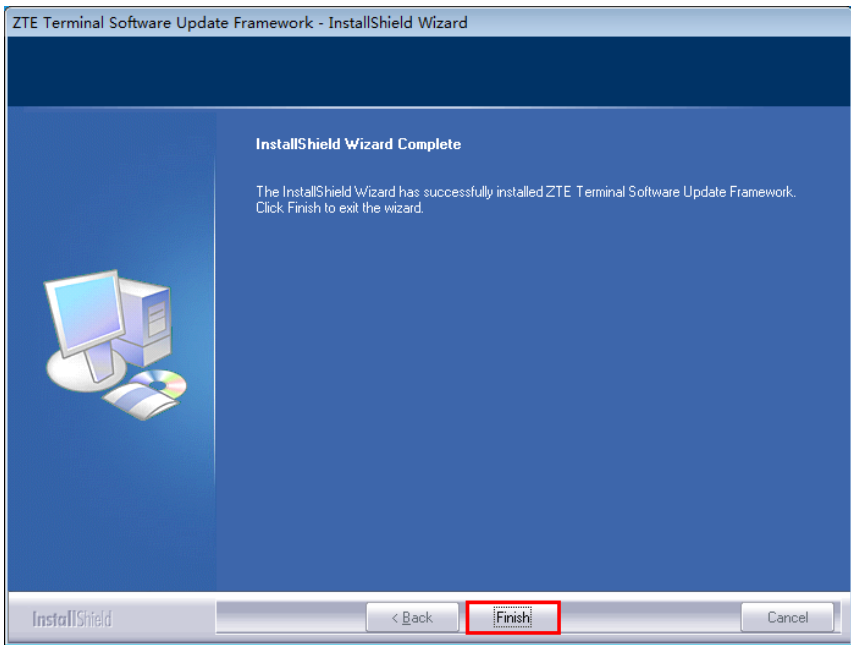 ZTE Terminal Software Update Framework - InstallShield Wizard
InstallShield Wizard Complete
The InstallShield Wizard has successfully installed ZTE Terminal Software Update Framework.
Click Finish to exit the wizard.
InstallShield
< Back
Finish
Cancel